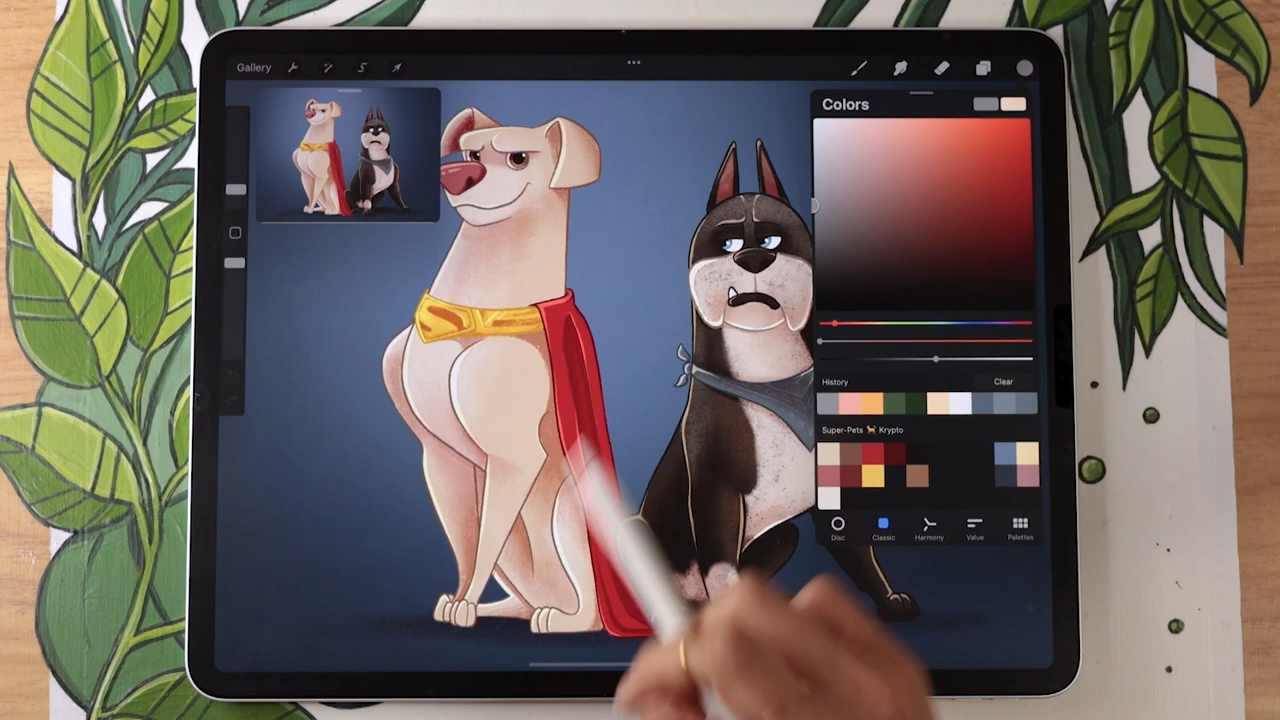 Gallery
Colors
History
Clear
Super-Pets 🐕 Krypto
Disc
Classic
Harmony
Value
Palettes